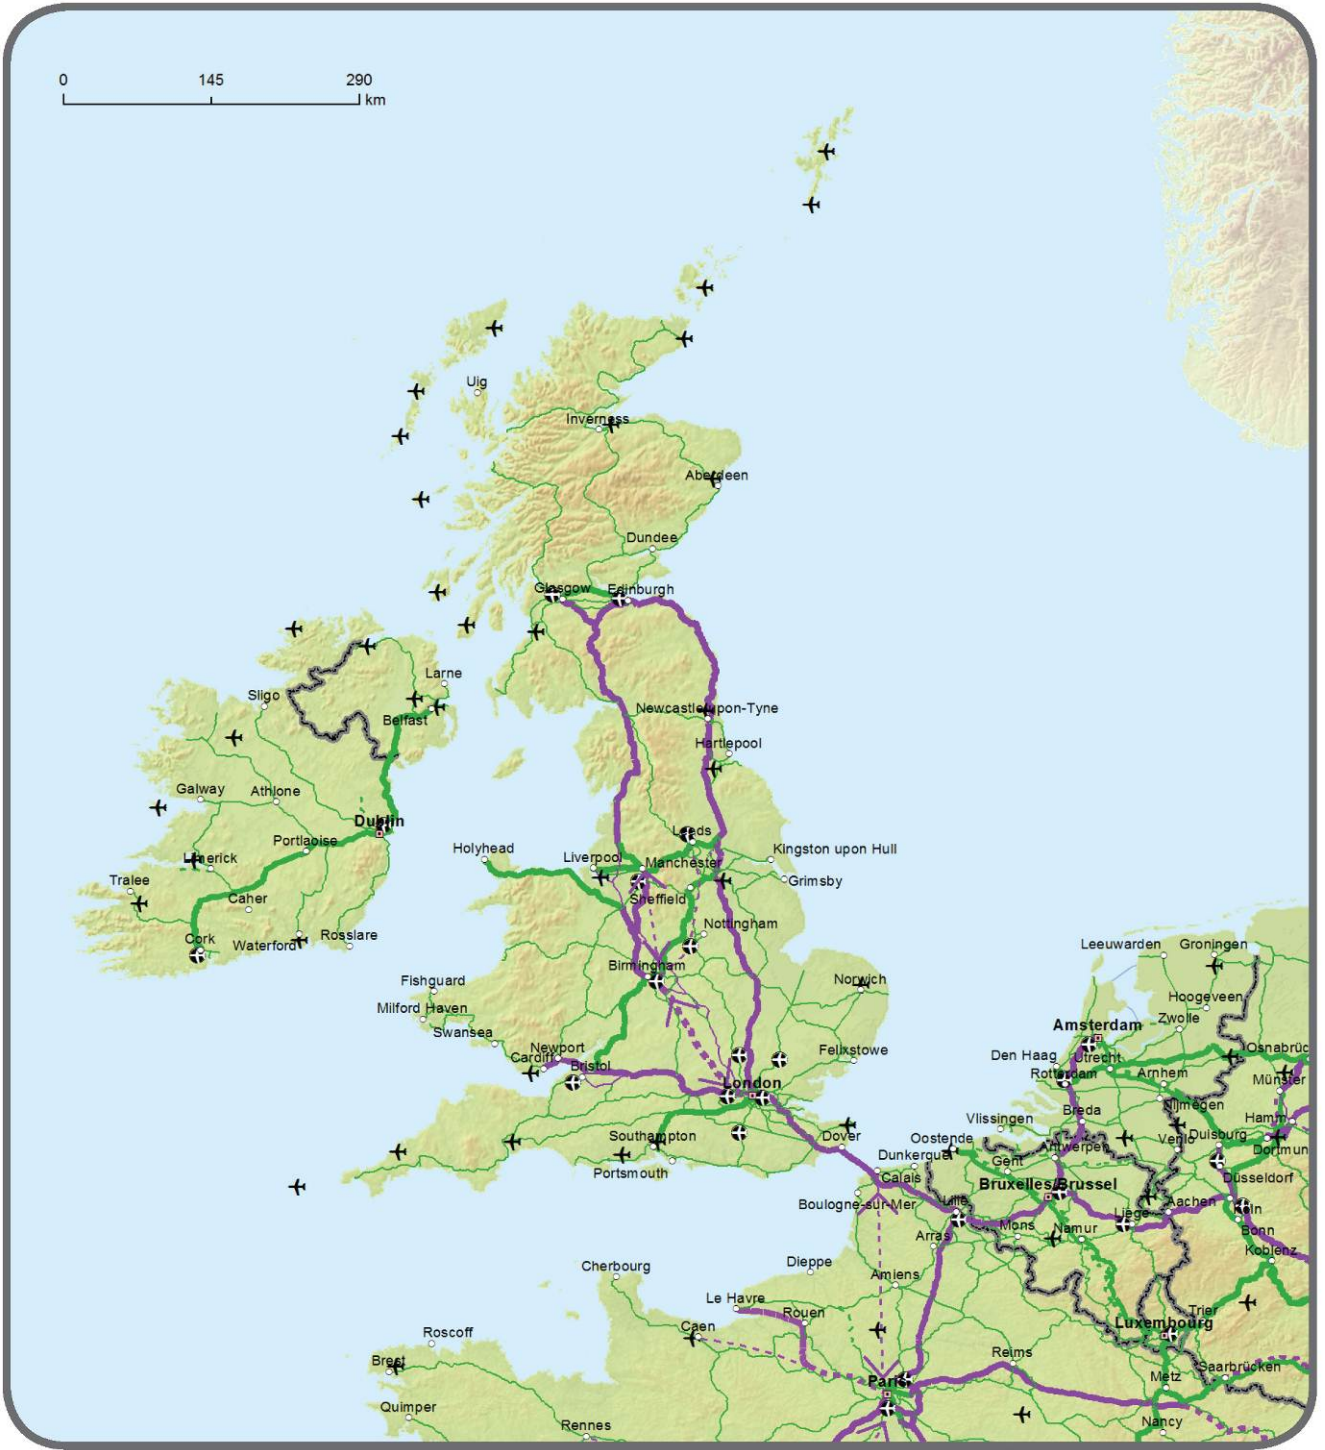 0 145 290
km
Uig
Inverness
Aberdeen
Dundee
Glasgow Edinburgh
Larne
Sligo
Newcastle-upon-Tyne
Belfast
Hartlepool
Galway Athlone
Dublin
Leeds
Portlaoise
Holyhead
Kingston upon Hull
Limerick
Liverpool
Manchester
Tralee
Grimsby
Caher
Sheffield
Nottingham
Cork
Waterford
Rosslare
Leeuwarden Groningen
Birmingham
Fishguard
Norwich
Hoogeveen
Milford Haven
Zwolle
Amsterdam
Swansea
Newport
Felixstowe
Den Haag
Utrecht
Osnabrüc
Cardiff
Bristol
Rotterdam
Arnhem
London
Münster
Nijmegen
Breda
Vlissingen
Hamm
Southampton
Dover
Oostende
Venlo
Duisburg
Antwerpen
Dortmun
Dunkerque
Gent
Portsmouth
Calais
Bruxelles/Brussel
Düsseldorf
Boulogne-sur-Mer
Lille
Aachen
Köln
Liège
Mons
Namur
Bonn
Arras
Koblenz
Dieppe
Cherbourg
Amiens
Le Havre
Rouen
Trier
Caen
Luxembourg
Roscoff
Reims
Brest
Saarbrücken
Paris
Metz
Quimper
Rennes
Nancy